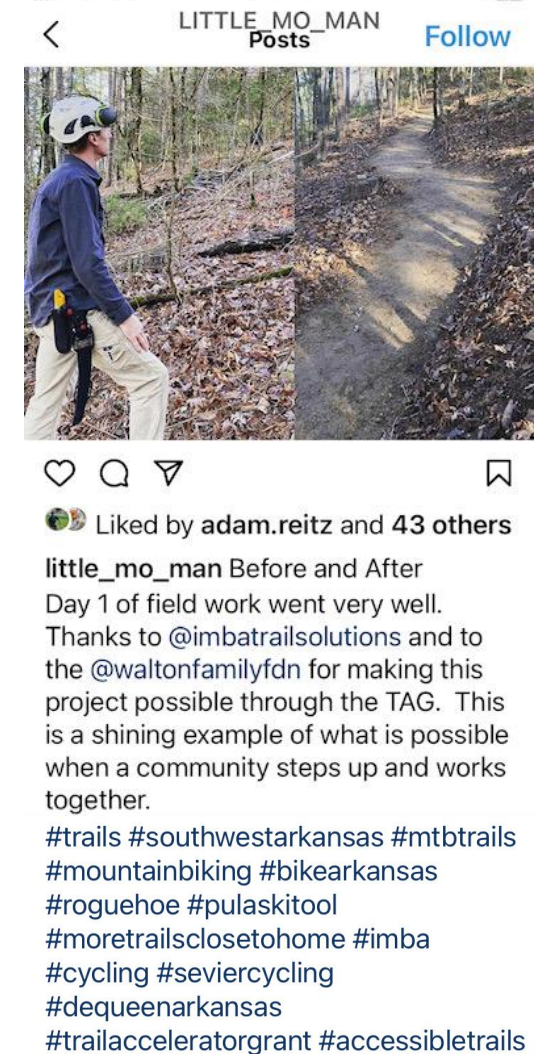 LITTLE_MO_MAN
Posts
Follow
Liked by adam.reitz and 43 others
little_mo_man Before and After
Day 1 of field work went very well.
Thanks to @imbatrailsolutions and to
the @waltonfamilyfdn for making this
project possible through the TAG. This
is a shining example of what is possible
when a community steps up and works
together.
#trails #southwestarkansas #mtbtrails
#mountainbiking #bikearkansas
#roguehoe #pulaskitool
#moretrailsclosetohome #imba
#cycling #seviercycling
#dequeenarkansas
#trailacceleratorgrant #accessibletrails